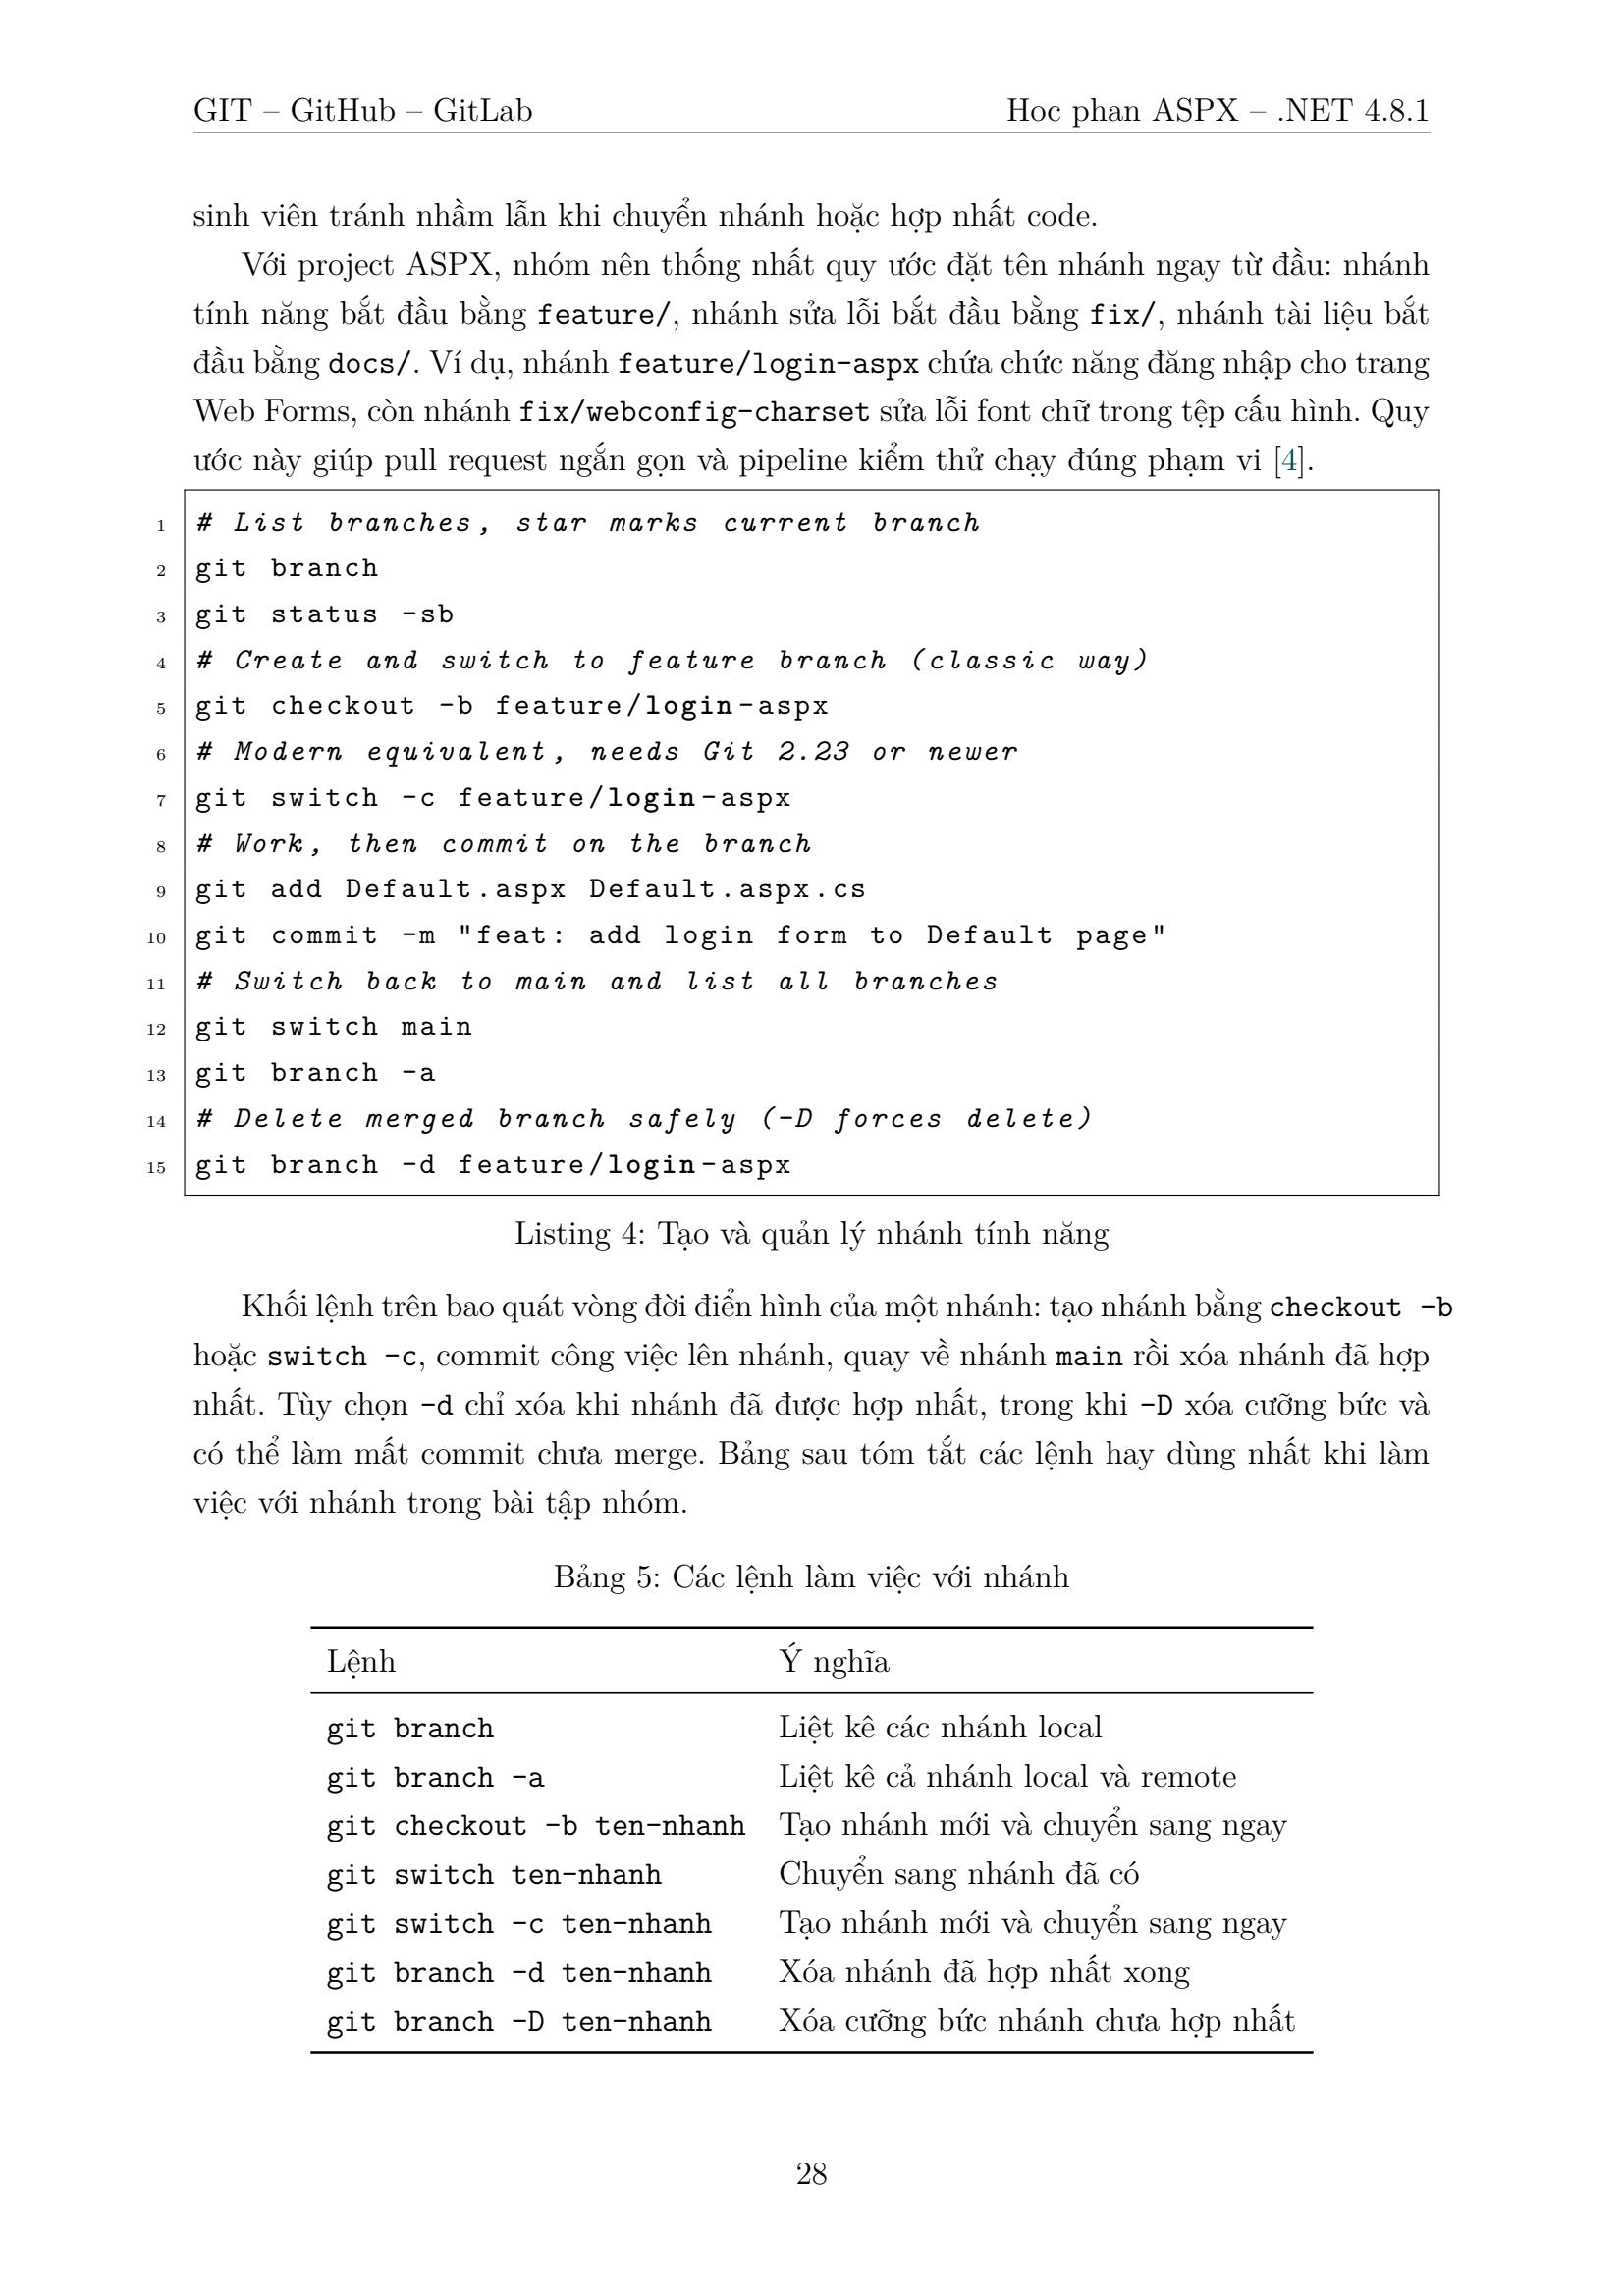 GIT – GitHub – GitLab Hoc phan ASPX – .NET 4.8.1
sinh viên tránh nhầm lẫn khi chuyển nhánh hoặc hợp nhất code.
Với project ASPX, nhóm nên thống nhất quy ước đặt tên nhánh ngay từ đầu: nhánh
tính năng bắt đầu bằng feature/, nhánh sửa lỗi bắt đầu bằng fix/, nhánh tài liệu bắt
đầu bằng docs/. Ví dụ, nhánh feature/login-aspx chứa chức năng đăng nhập cho trang
Web Forms, còn nhánh fix/webconfig-charset sửa lỗi font chữ trong tệp cấu hình. Quy
ước này giúp pull request ngắn gọn và pipeline kiểm thử chạy đúng phạm vi [4].
1 # List branches, star marks current branch
2 git branch
3 git status -sb
4 # Create and switch to feature branch (classic way)
5 git checkout -b feature/login-aspx
6 # Modern equivalent, needs Git 2.23 or newer
7 git switch -c feature/login-aspx
8 # Work, then commit on the branch
9 git add Default.aspx Default.aspx.cs
10 git commit -m "feat: add login form to Default page"
11 # Switch back to main and list all branches
12 git switch main
13 git branch -a
14 # Delete merged branch safely (-D forces delete)
15 git branch -d feature/login-aspx
Listing 4: Tạo và quản lý nhánh tính năng
Khối lệnh trên bao quát vòng đời điển hình của một nhánh: tạo nhánh bằng checkout -b
hoặc switch -c, commit công việc lên nhánh, quay về nhánh main rồi xóa nhánh đã hợp
nhất. Tùy chọn -d chỉ xóa khi nhánh đã được hợp nhất, trong khi -D xóa cưỡng bức và
có thể làm mất commit chưa merge. Bảng sau tóm tắt các lệnh hay dùng nhất khi làm
việc với nhánh trong bài tập nhóm.
Bảng 5: Các lệnh làm việc với nhánh
Lệnh Ý nghĩa
git branch Liệt kê các nhánh local
git branch -a Liệt kê cả nhánh local và remote
git checkout -b ten-nhanh Tạo nhánh mới và chuyển sang ngay
git switch ten-nhanh Chuyển sang nhánh đã có
git switch -c ten-nhanh Tạo nhánh mới và chuyển sang ngay
git branch -d ten-nhanh Xóa nhánh đã hợp nhất xong
git branch -D ten-nhanh Xóa cưỡng bức nhánh chưa hợp nhất
28